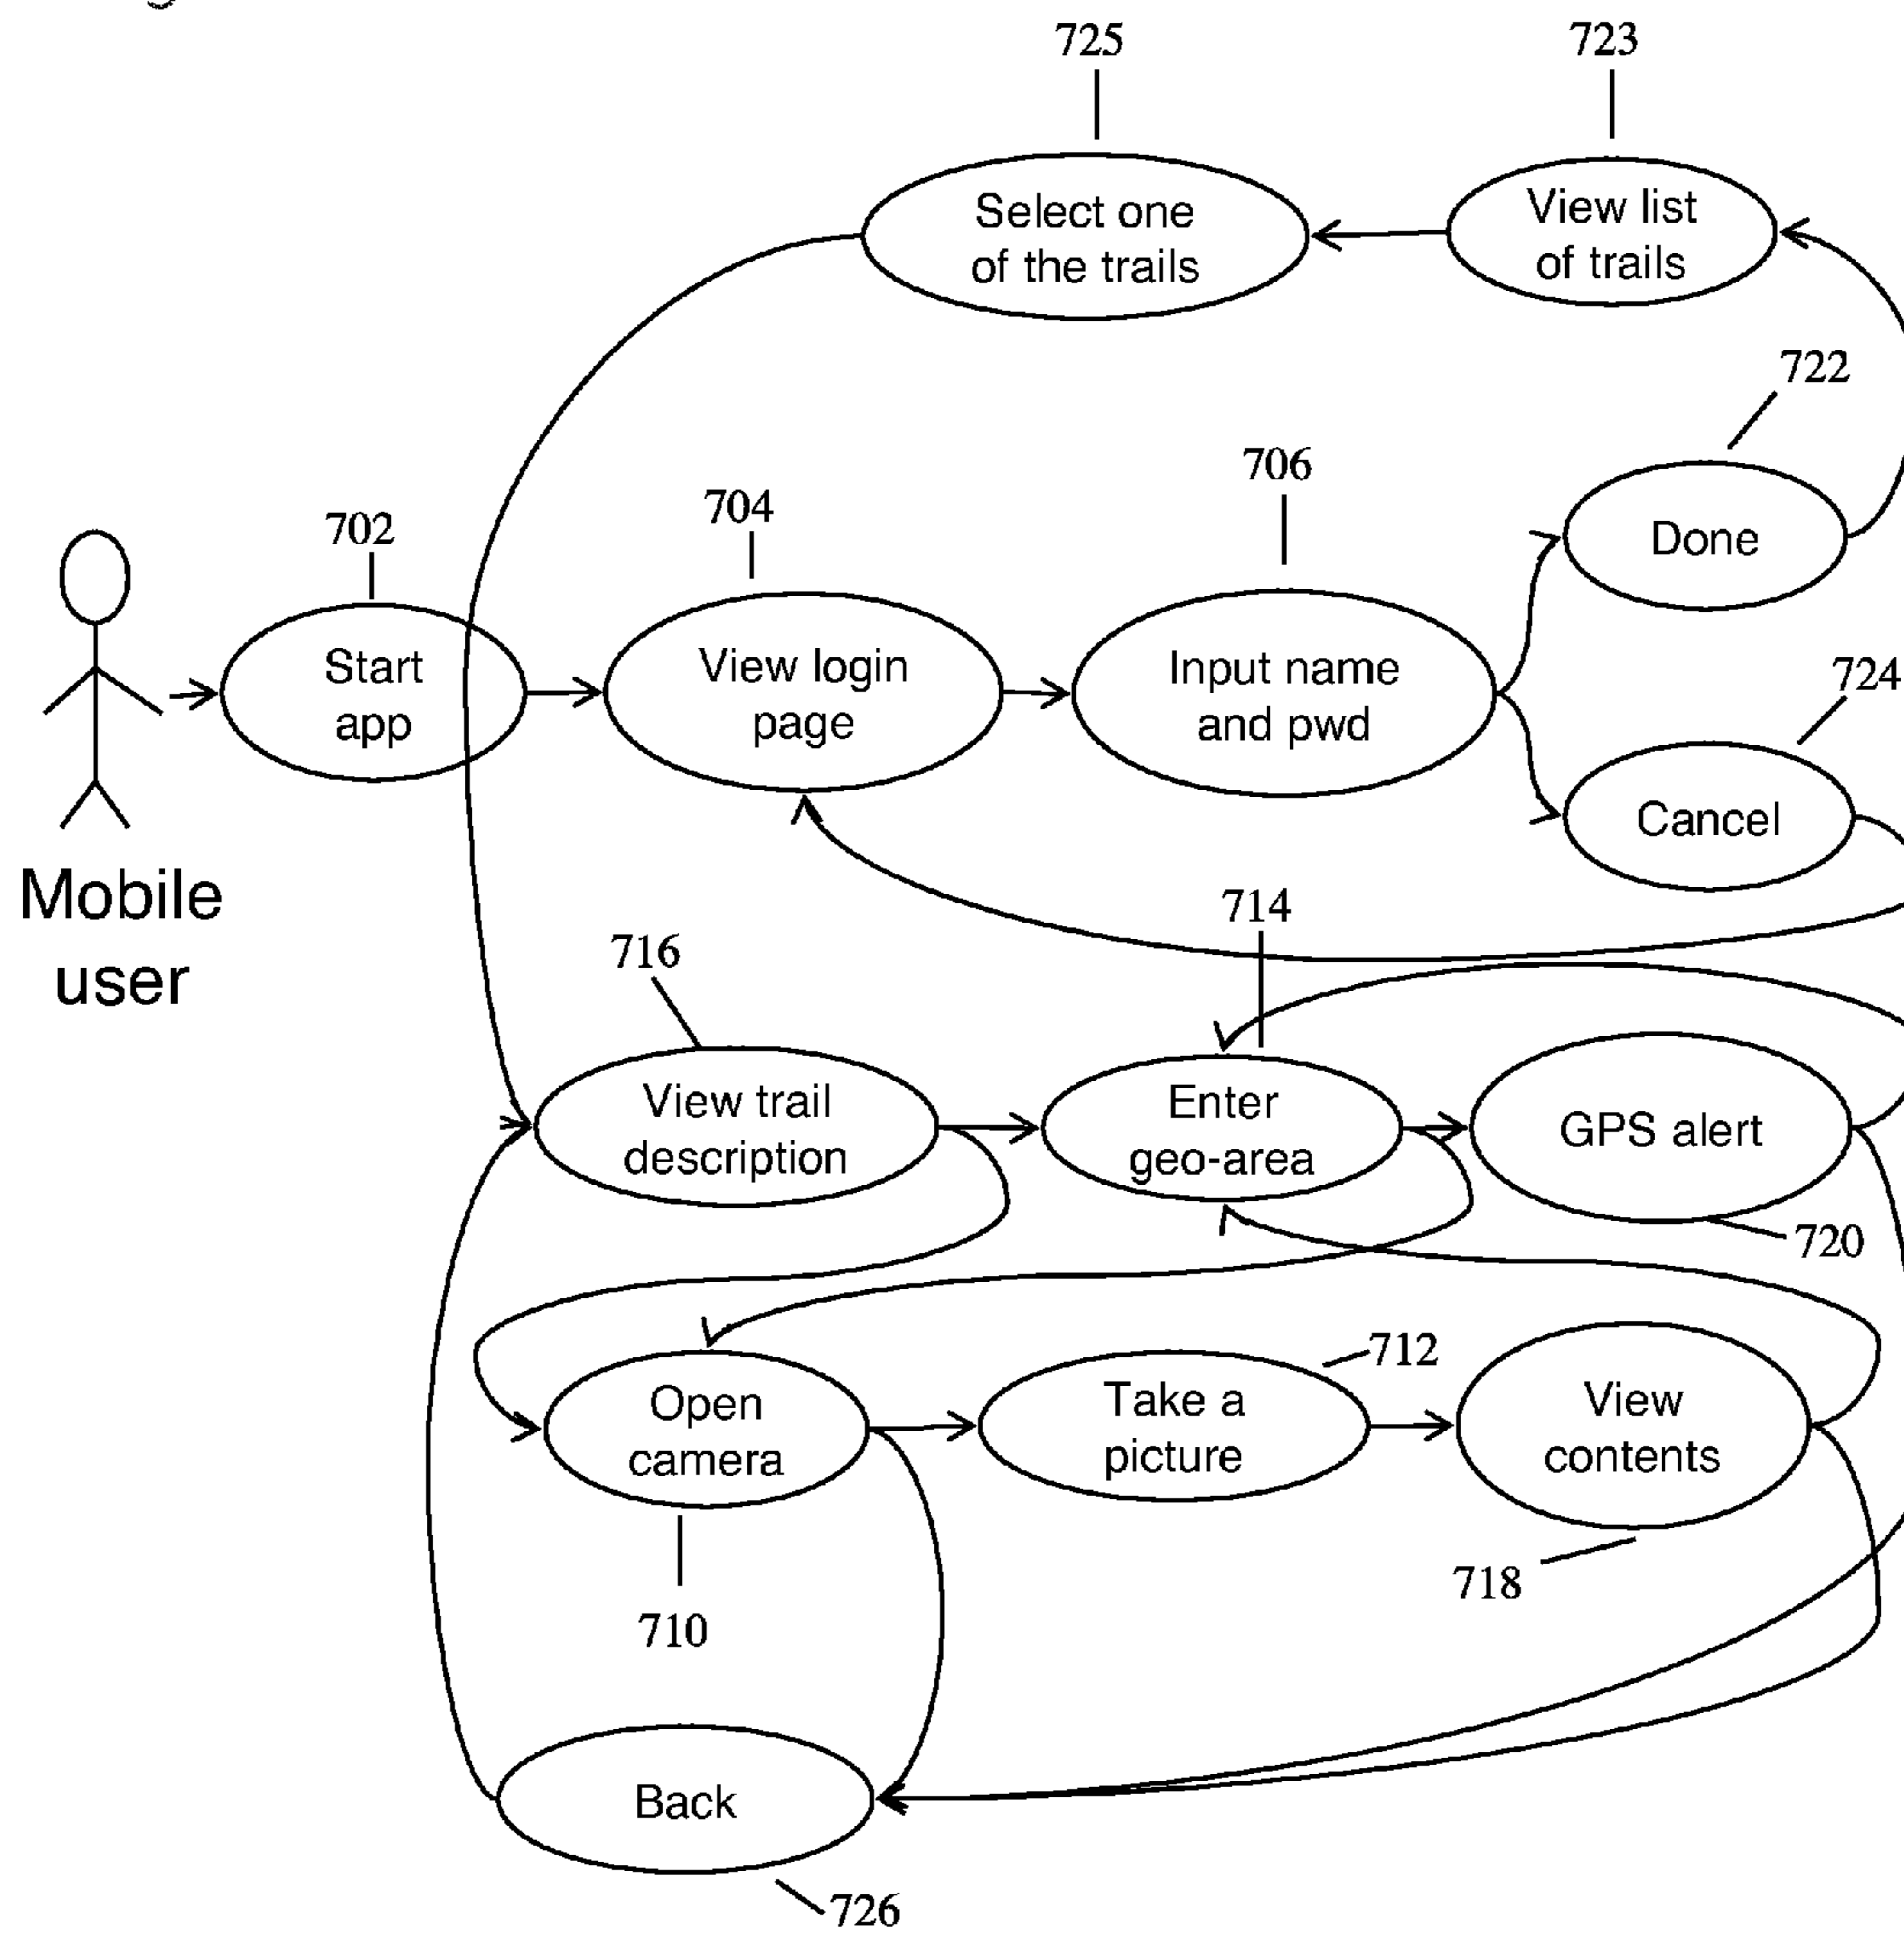 725
723
Select one
of the trails
View list
of trails
722
706
704
702
Done
724
Start
app
View login
page
Input name
and pwd
Cancel
Mobile
user
714
716
View trail
description
Enter
geo-area
GPS alert
720
712
Open
camera
Take a
picture
View
contents
718
710
Back
726